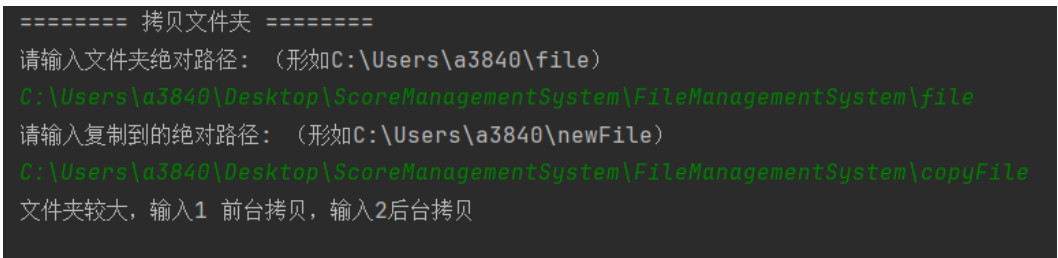 ======== 拷贝文件夹 ========
请输入文件夹绝对路径: （形如C:\Users\a3840\file）
C:\Users\a3840\Desktop\ScoreManagementSystem\FileManagementSystem\file
请输入复制到的绝对路径: （形如C:\Users\a3840\newFile）
C:\Users\a3840\Desktop\ScoreManagementSystem\FileManagementSystem\copyFile
文件夹较大，输入1 前台拷贝，输入2后台拷贝